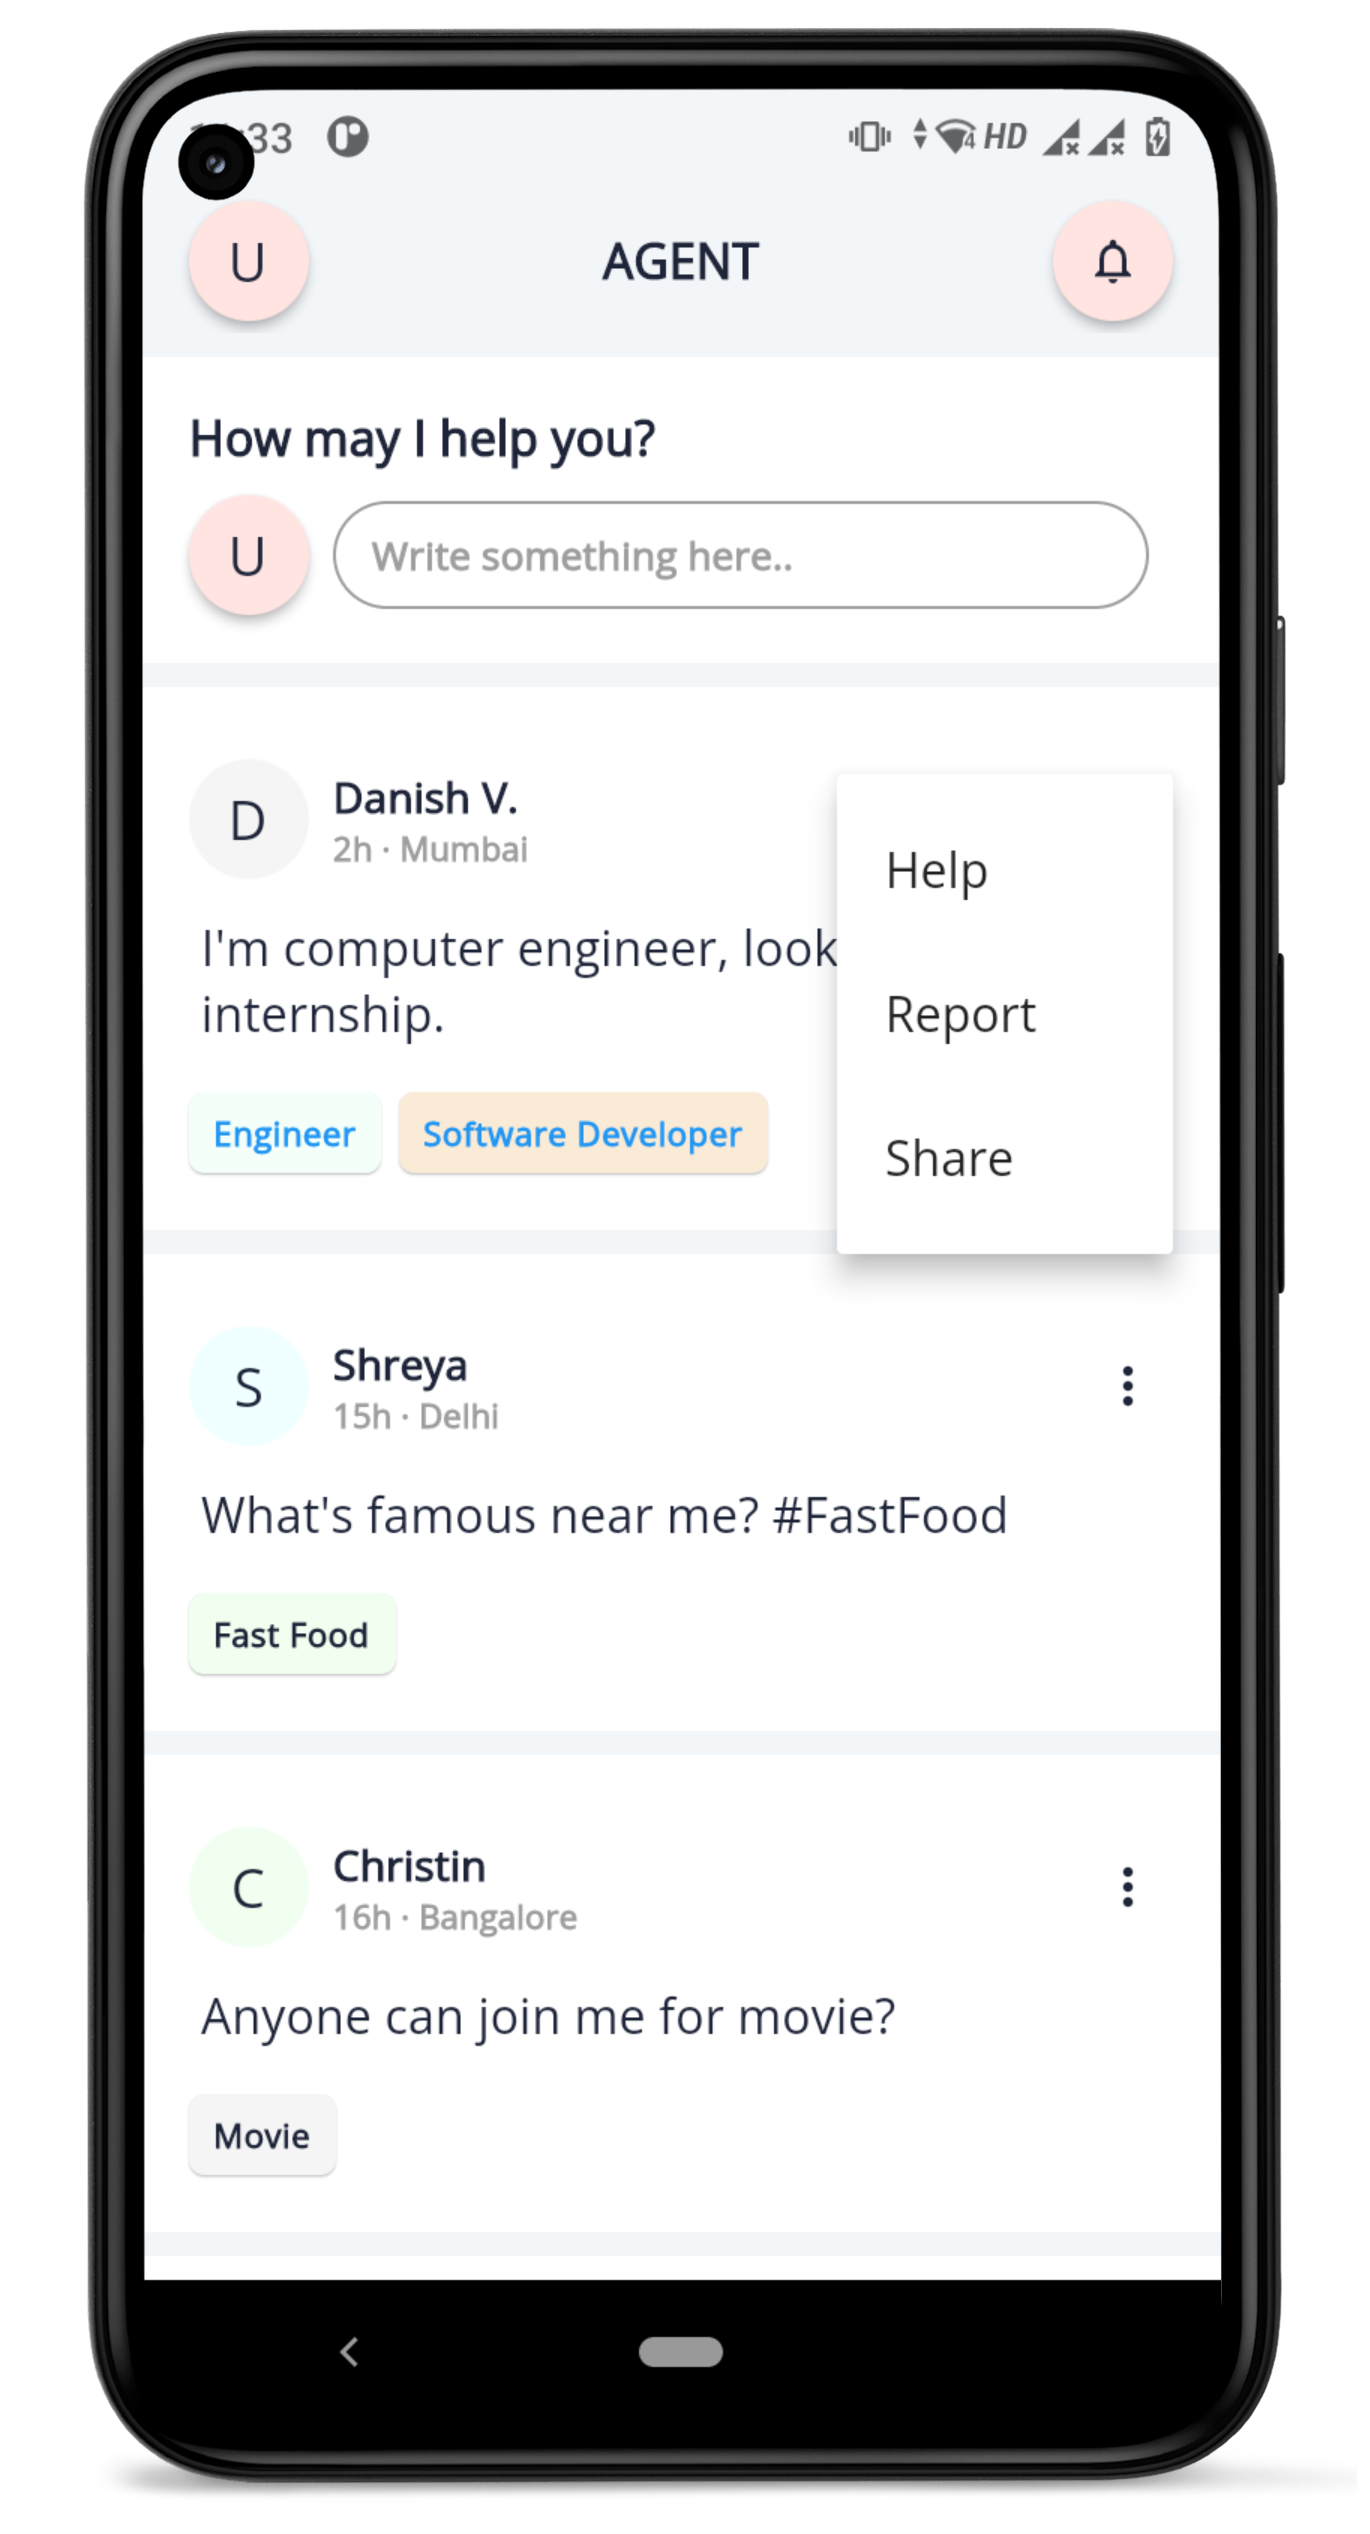 33
HD
U
AGENT
How may I help you?
U
Write something here..
D
Danish V.
2h · Mumbai
I'm computer engineer, look
internship.
Engineer
Software Developer
Help
Report
Share
S
Shreya
15h · Delhi
What's famous near me? #FastFood
Fast Food
C
Christin
16h · Bangalore
Anyone can join me for movie?
Movie